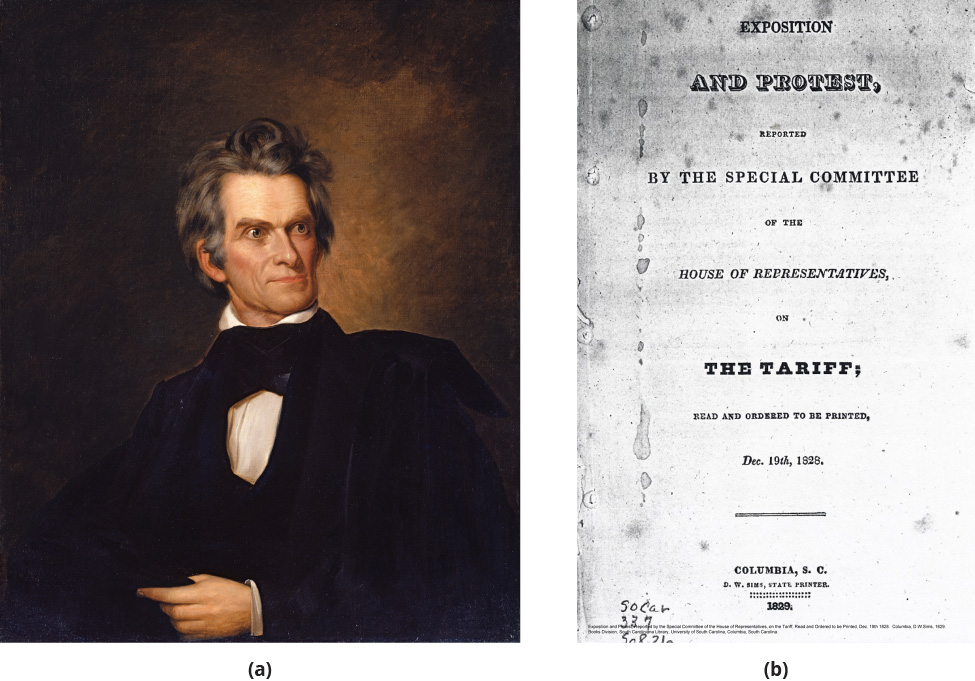 EXPOSITION
AND PROTEST,
REPORTED
BY THE SPECIAL COMMITTEE
OF THE
HOUSE OF REPRESENTATIVES,
ON
THE TARIFF;
READ AND ORDERED TO BE PRINTED,
Dec. 19th, 1828.
COLUMBIA, S. C.
D. W. SIMS, STATE PRINTER.
1829.
Socar
337
So8
Exposition and Protest, Reported by the Special Committee of the House of Representatives, on the Tariff; Read and Ordered to be Printed, Dec. 19th 1828. Columbia, D.W.Sims, 1829.
Books Division, South Caroliniana Library, University of South Carolina, Columbia, South Carolina.
(a)
(b)